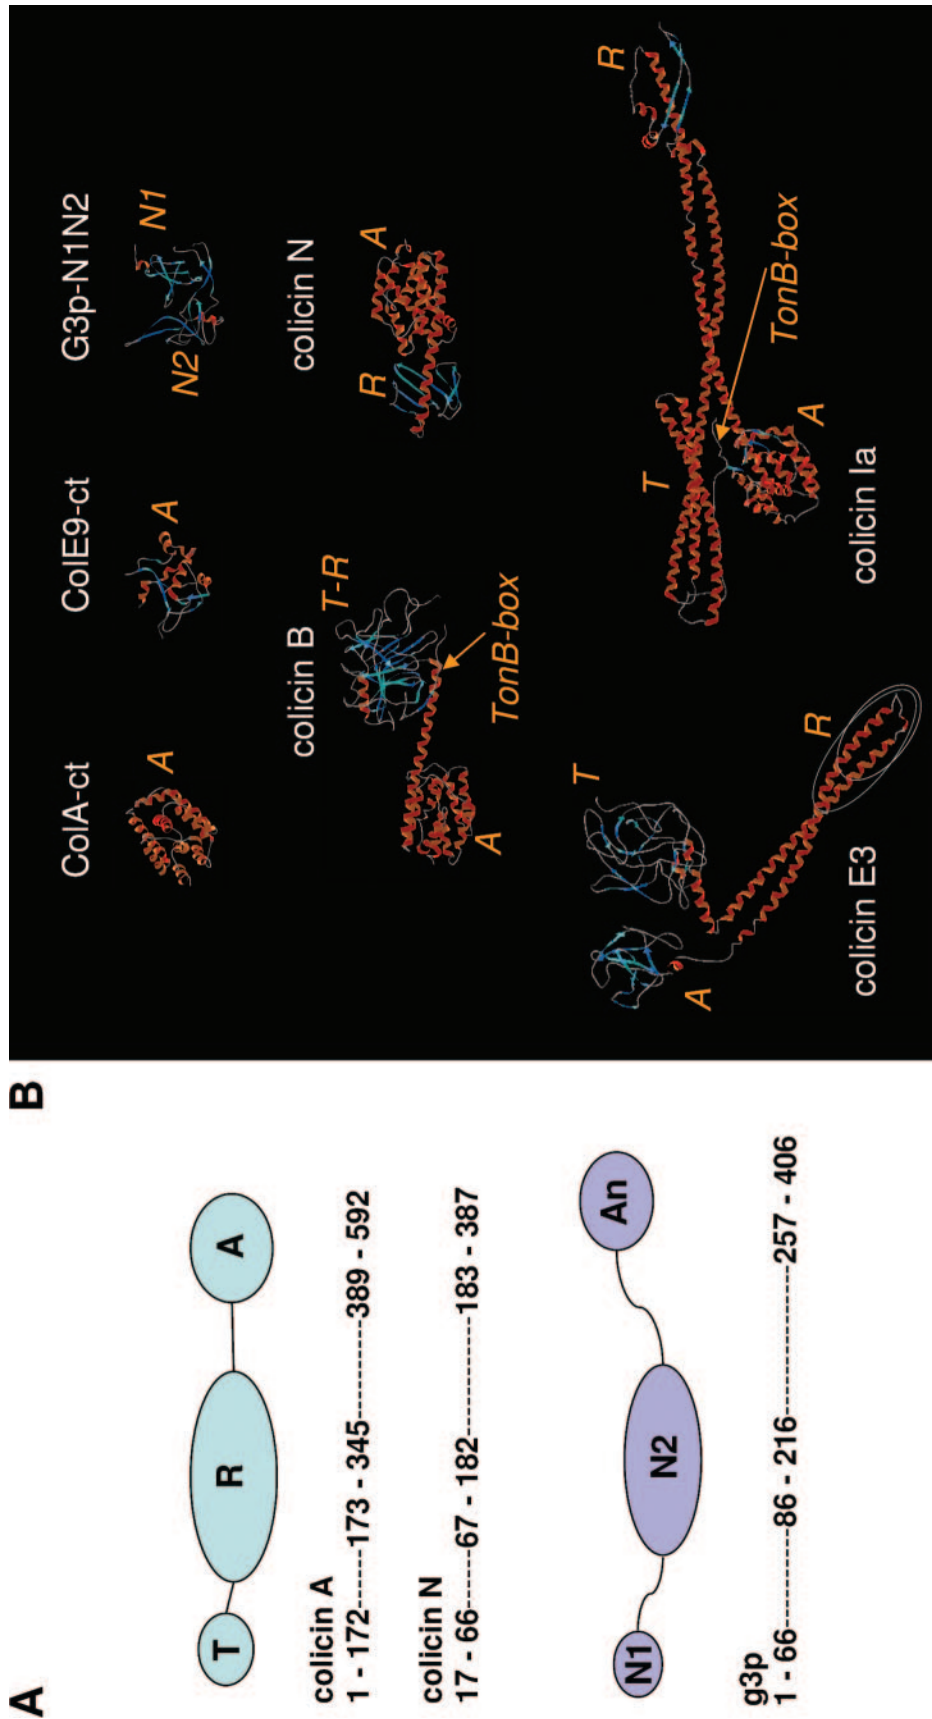 A
T
R
A
colicin A
1 - 172------173 - 345------------389 - 592
colicin N
17 - 66------67 - 182-------------183 - 387
N1
N2
An
g3p
1 - 66---------86 - 216----------------257 - 406
B
ColA-ct
ColE9-ct
G3p-N1N2
A
A
N2
N1
colicin B
colicin N
T-R
R
A
A
TonB-box
T
A
R
colicin E3
T
R
A
TonB-box
colicin Ia